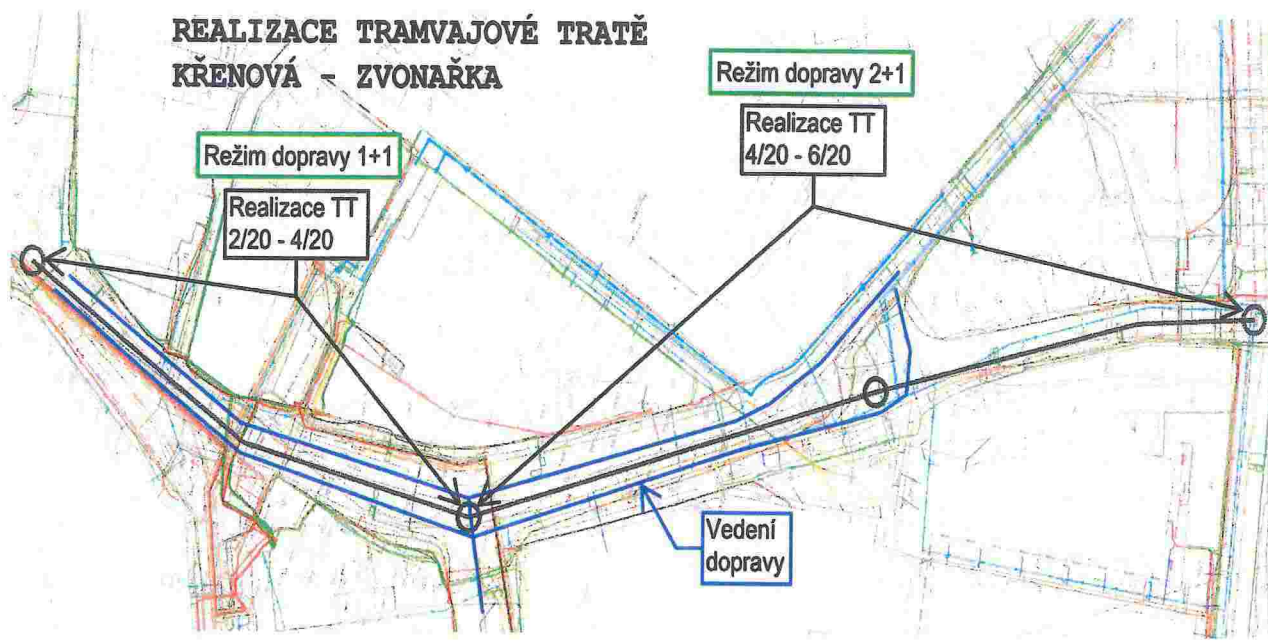 REALIZACE TRAMVAJOVÉ TRATĚ
KŘENOVÁ - ZVONAŘKA
Režim dopravy 2+1
Realizace TT
4/20 - 6/20
Režim dopravy 1+1
Realizace TT
2/20 - 4/20
Vedení
dopravy